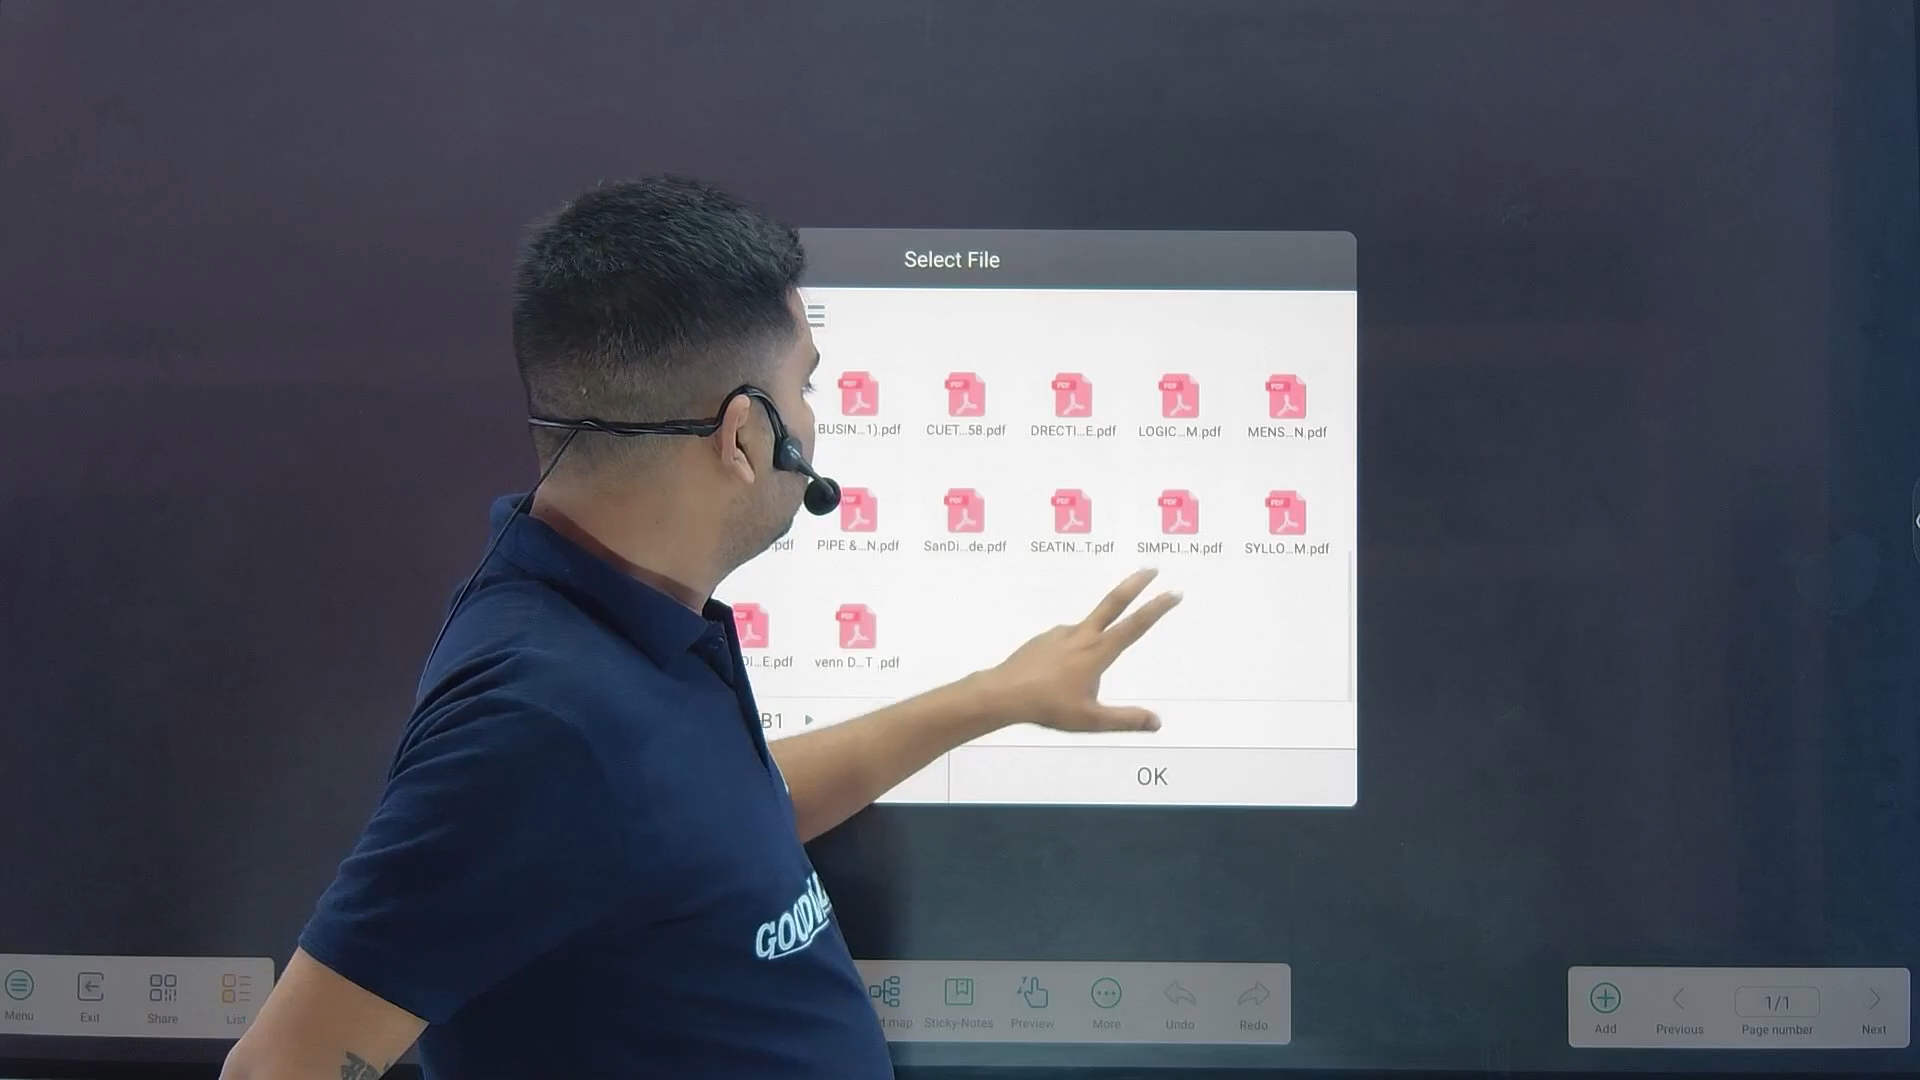 Select File
BUSIN...1).pdf
CUET...58.pdf
DRECTI...E.pdf
LOGIC...M.pdf
MENS...N.pdf
.pdf
PIPE &...N.pdf
SanDi...de.pdf
SEATIN...T.pdf
SIMPLI...N.pdf
SYLLO...M.pdf
DI...E.pdf
venn D...T .pdf
B1
OK
GOOD
Menu
Exit
Share
List
d map
Sticky-Notes
Preview
More
Undo
Redo
Add
Previous
1/1
Page number
Next